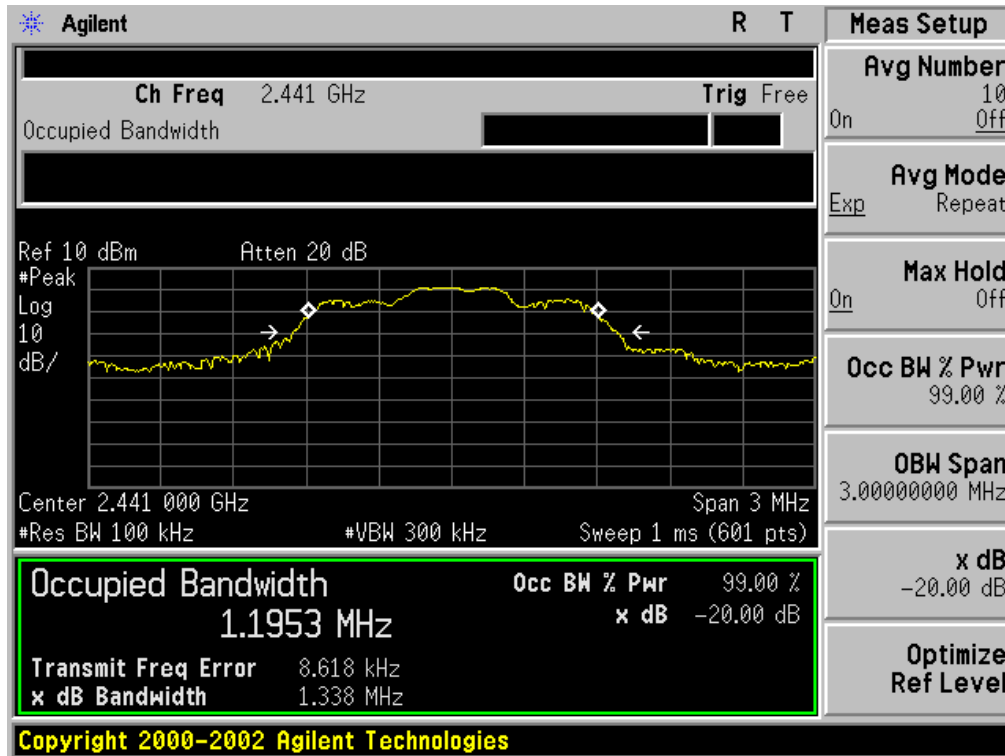 Agilent R T
Ch Freq 2.441 GHz Trig Free
Occupied Bandwidth
Ref 10 dBm Atten 20 dB
#Peak
Log
10
dB/
Center 2.441 000 GHz Span 3 MHz
#Res BW 100 kHz #VBW 300 kHz Sweep 1 ms (601 pts)
Occupied Bandwidth
1.1953 MHz
Occ BW % Pwr 99.00 %
x dB -20.00 dB
Transmit Freq Error 8.618 kHz
x dB Bandwidth 1.338 MHz
Copyright 2000-2002 Agilent Technologies
Meas Setup
Avg Number
10
On Off
Avg Mode
Exp Repeat
Max Hold
On Off
Occ BW % Pwr
99.00 %
OBW Span
3.00000000 MHz
x dB
-20.00 dB
Optimize
Ref Level